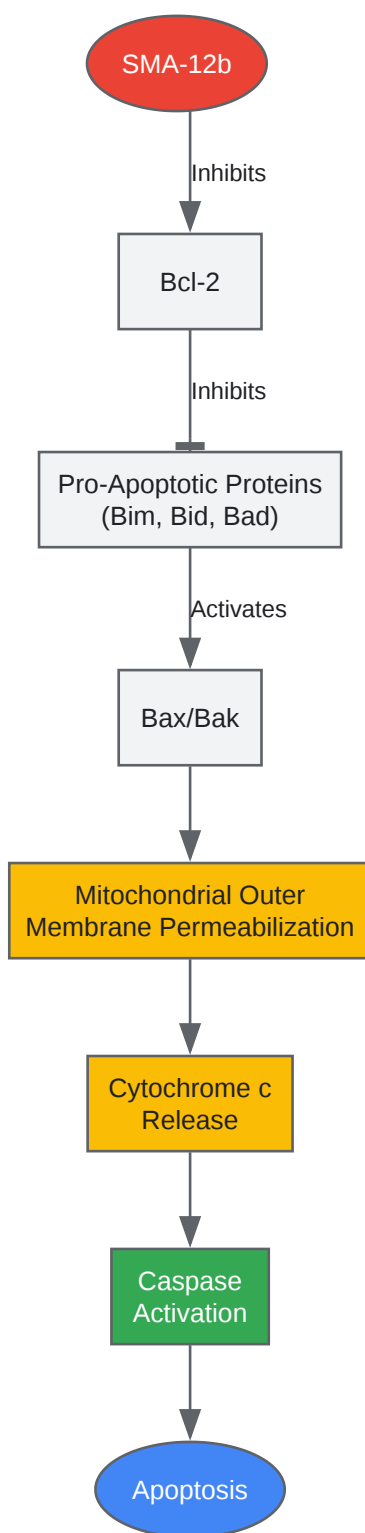 SMA-12b
Inhibits
Bcl-2
Inhibits
Pro-Apoptotic Proteins
(Bim, Bid, Bad)
Activates
Bax/Bak
Mitochondrial Outer
Membrane Permeabilization
Cytochrome c
Release
Caspase
Activation
Apoptosis